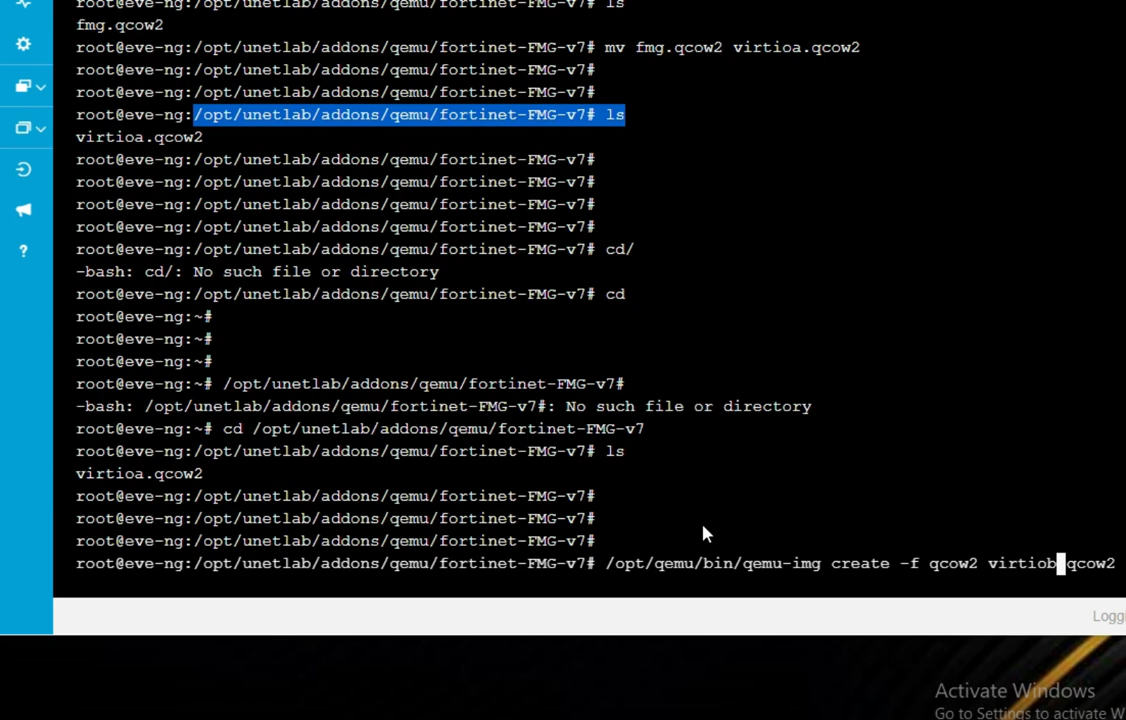 root@eve-ng:/opt/unetlab/addons/qemu/fortinet-FMG-v7# ls
fmg.qcow2
root@eve-ng:/opt/unetlab/addons/qemu/fortinet-FMG-v7# mv fmg.qcow2 virtioa.qcow2
root@eve-ng:/opt/unetlab/addons/qemu/fortinet-FMG-v7#
root@eve-ng:/opt/unetlab/addons/qemu/fortinet-FMG-v7#
root@eve-ng:/opt/unetlab/addons/qemu/fortinet-FMG-v7# ls
virtioa.qcow2
root@eve-ng:/opt/unetlab/addons/qemu/fortinet-FMG-v7#
root@eve-ng:/opt/unetlab/addons/qemu/fortinet-FMG-v7#
root@eve-ng:/opt/unetlab/addons/qemu/fortinet-FMG-v7#
root@eve-ng:/opt/unetlab/addons/qemu/fortinet-FMG-v7#
root@eve-ng:/opt/unetlab/addons/qemu/fortinet-FMG-v7# cd/
-bash: cd/: No such file or directory
root@eve-ng:/opt/unetlab/addons/qemu/fortinet-FMG-v7# cd
root@eve-ng:~#
root@eve-ng:~#
root@eve-ng:~#
root@eve-ng:~# /opt/unetlab/addons/qemu/fortinet-FMG-v7#
-bash: /opt/unetlab/addons/qemu/fortinet-FMG-v7#: No such file or directory
root@eve-ng:~# cd /opt/unetlab/addons/qemu/fortinet-FMG-v7
root@eve-ng:/opt/unetlab/addons/qemu/fortinet-FMG-v7# ls
virtioa.qcow2
root@eve-ng:/opt/unetlab/addons/qemu/fortinet-FMG-v7#
root@eve-ng:/opt/unetlab/addons/qemu/fortinet-FMG-v7#
root@eve-ng:/opt/unetlab/addons/qemu/fortinet-FMG-v7#
root@eve-ng:/opt/unetlab/addons/qemu/fortinet-FMG-v7# /opt/qemu/bin/qemu-img create -f qcow2 virtiob qcow2
Loggi
Activate Windows
Go to Settings to activate W